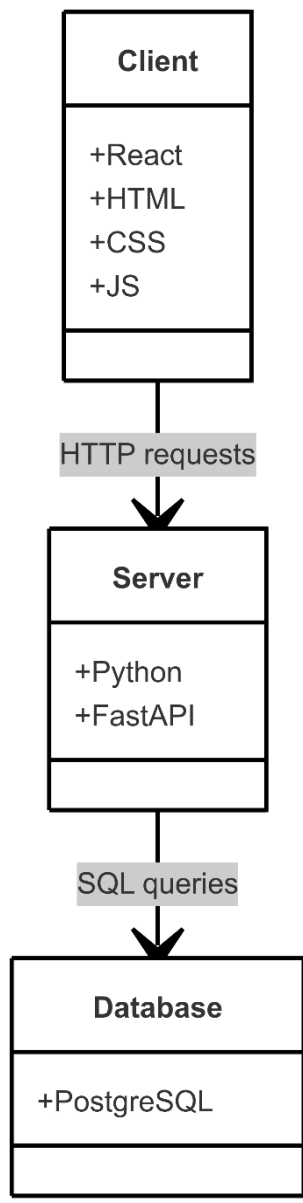 Client
+React
+HTML
+CSS
+JS
HTTP requests
Server
+Python
+FastAPI
SQL queries
Database
+PostgreSQL